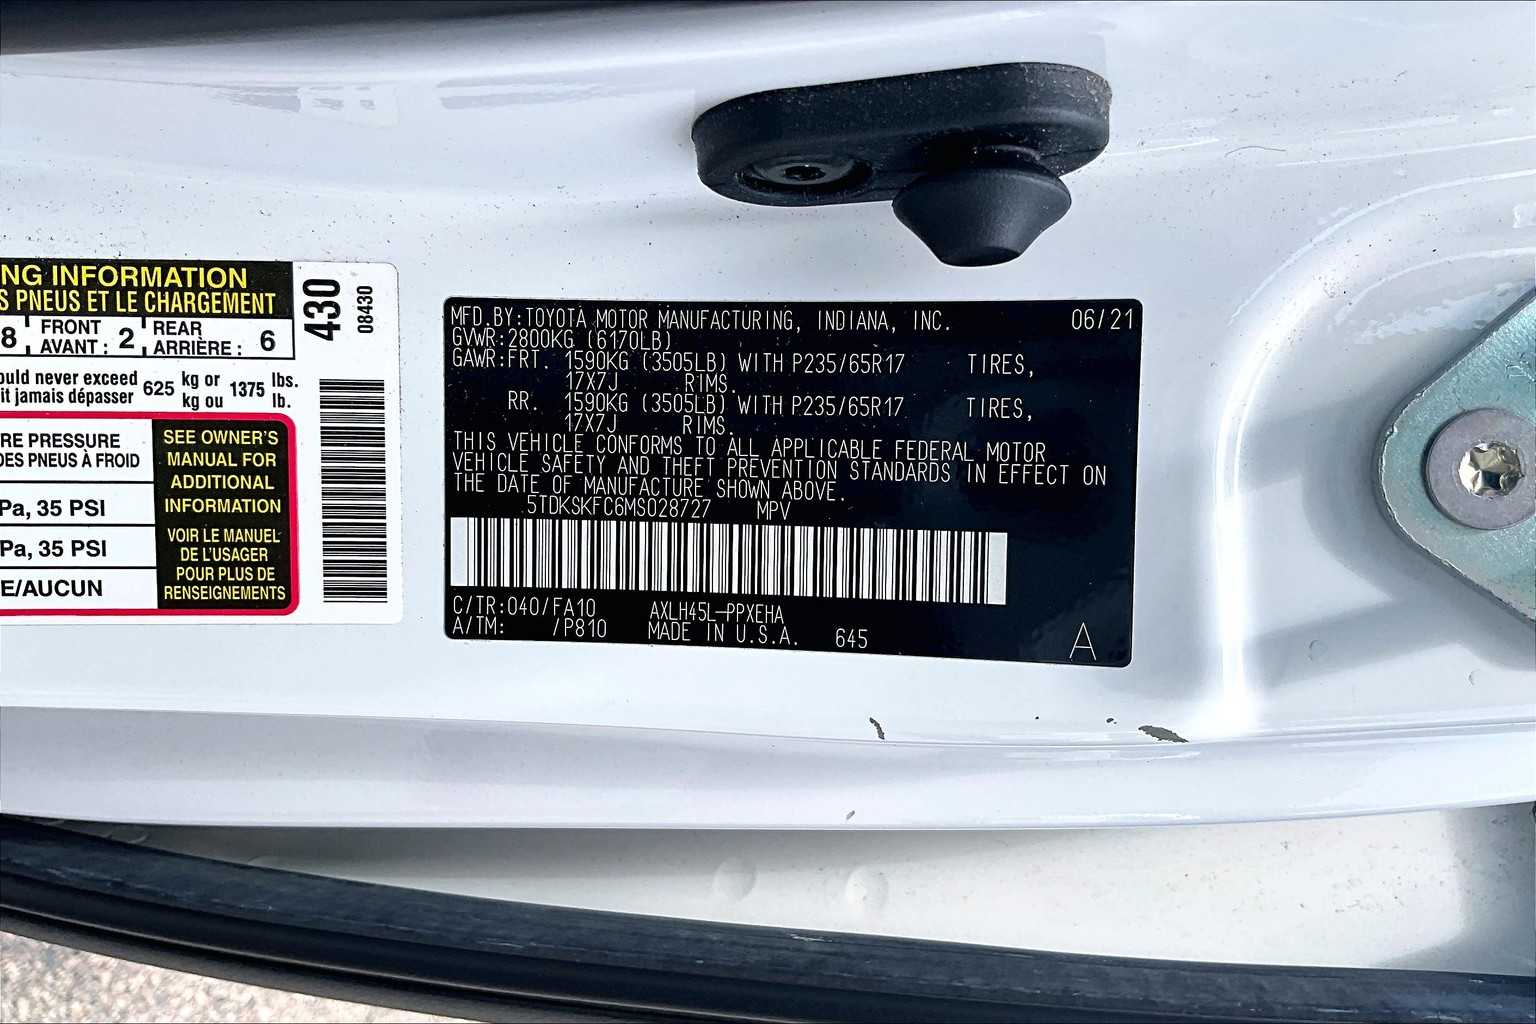 NG INFORMATION
S PNEUS ET LE CHARGEMENT
8 FRONT AVANT : 2 REAR ARRIÈRE : 6
ould never exceed 625 kg or 1375 lbs.
it jamais dépasser kg ou lb.
RE PRESSURE
DES PNEUS À FROID
Pa, 35 PSI
Pa, 35 PSI
E/AUCUN
SEE OWNER'S
MANUAL FOR
ADDITIONAL
INFORMATION
VOIR LE MANUEL
DE L'USAGER
POUR PLUS DE
RENSEIGNEMENTS
430
08430
MFD.BY:TOYOTA MOTOR MANUFACTURING, INDIANA, INC. 06/21
GVWR:2800KG (6170LB)
GAWR:FRT. 1590KG (3505LB) WITH P235/65R17 TIRES,
17X7J RIMS.
RR. 1590KG (3505LB) WITH P235/65R17 TIRES,
17X7J RIMS.
THIS VEHICLE CONFORMS TO ALL APPLICABLE FEDERAL MOTOR
VEHICLE SAFETY AND THEFT PREVENTION STANDARDS IN EFFECT ON
THE DATE OF MANUFACTURE SHOWN ABOVE.
5TDKSKFC6MS028727 MPV
C/TR:040/FA10 AXLH45L-PPXEHA
A/TM: /P810 MADE IN U.S.A. 645
A